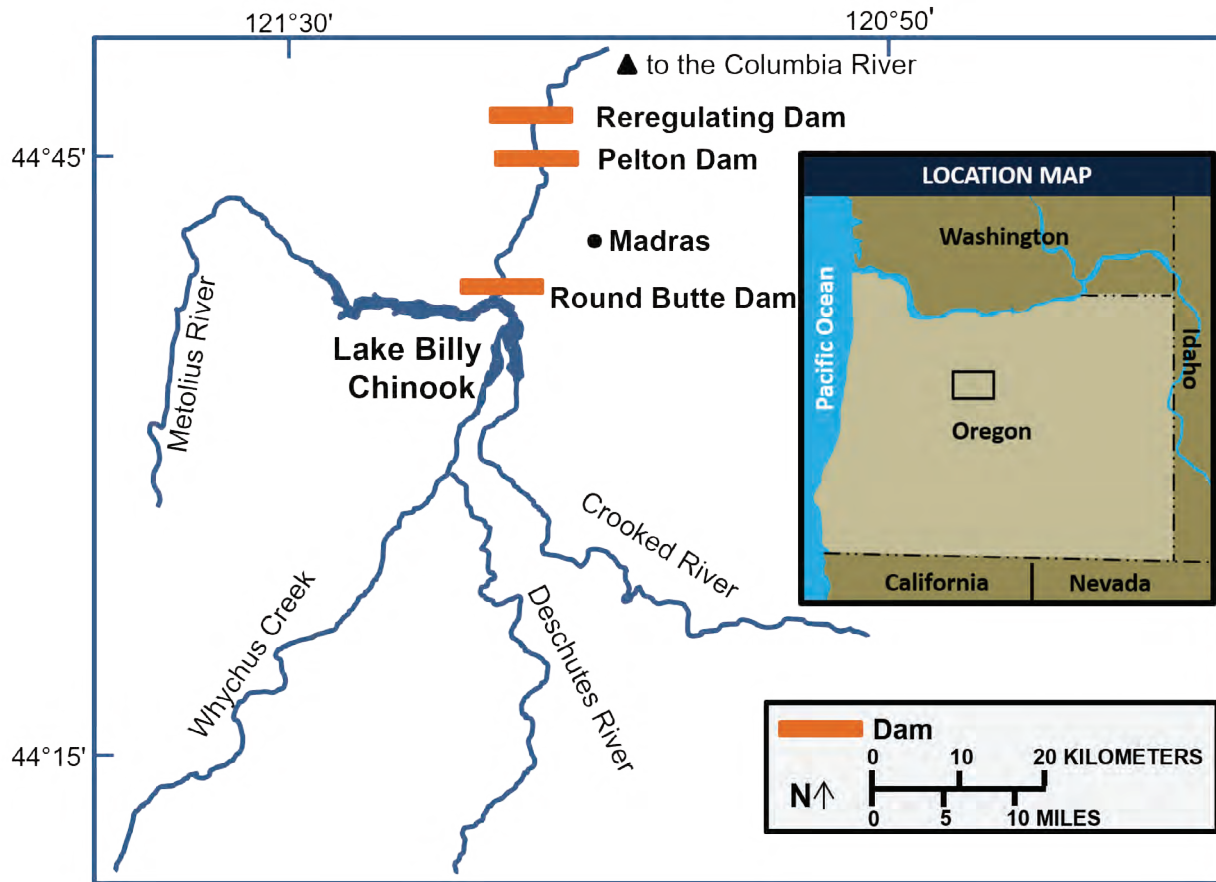 121°30'
120°50'
▲ to the Columbia River
Reregulating Dam
44°45'
Pelton Dam
LOCATION MAP
Madras
Washington
Round Butte Dam
Pacific Ocean
Idaho
Lake Billy
Chinook
Metolius River
Oregon
Crooked River
California
Nevada
Whychus Creek
Deschutes River
44°15'
Dam
0 10 20 KILOMETERS
N↑
0 5 10 MILES